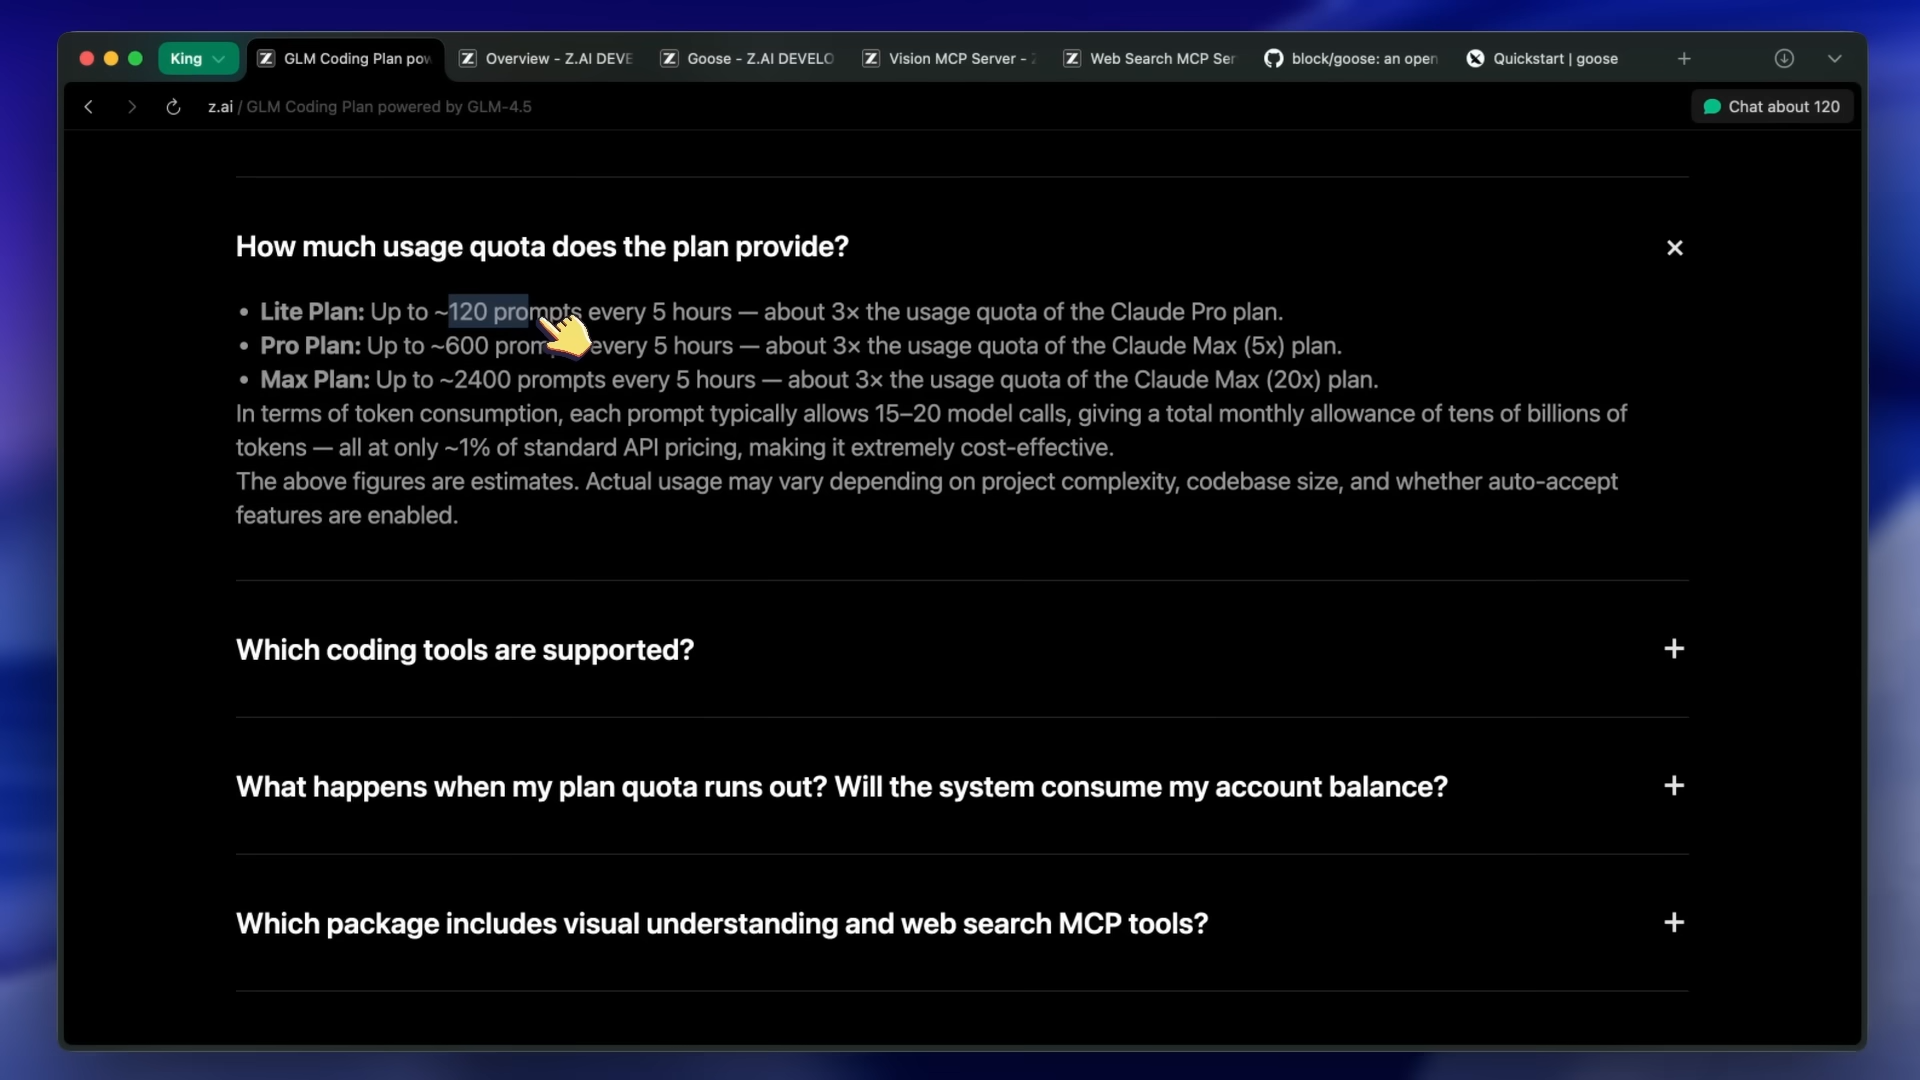 King
GLM Coding Plan pow
Overview - Z.AI DEVE
Goose - Z.AI DEVELO
Vision MCP Server -
Web Search MCP Ser
block/goose: an open
Quickstart | goose
z.ai / GLM Coding Plan powered by GLM-4.5
Chat about 120
How much usage quota does the plan provide?
• Lite Plan: Up to ~120 prompts every 5 hours — about 3× the usage quota of the Claude Pro plan.
• Pro Plan: Up to ~600 prom every 5 hours — about 3× the usage quota of the Claude Max (5x) plan.
• Max Plan: Up to ~2400 prompts every 5 hours — about 3× the usage quota of the Claude Max (20x) plan.
In terms of token consumption, each prompt typically allows 15–20 model calls, giving a total monthly allowance of tens of billions of
tokens — all at only ~1% of standard API pricing, making it extremely cost-effective.
The above figures are estimates. Actual usage may vary depending on project complexity, codebase size, and whether auto-accept
features are enabled.
Which coding tools are supported?
What happens when my plan quota runs out? Will the system consume my account balance?
Which package includes visual understanding and web search MCP tools?